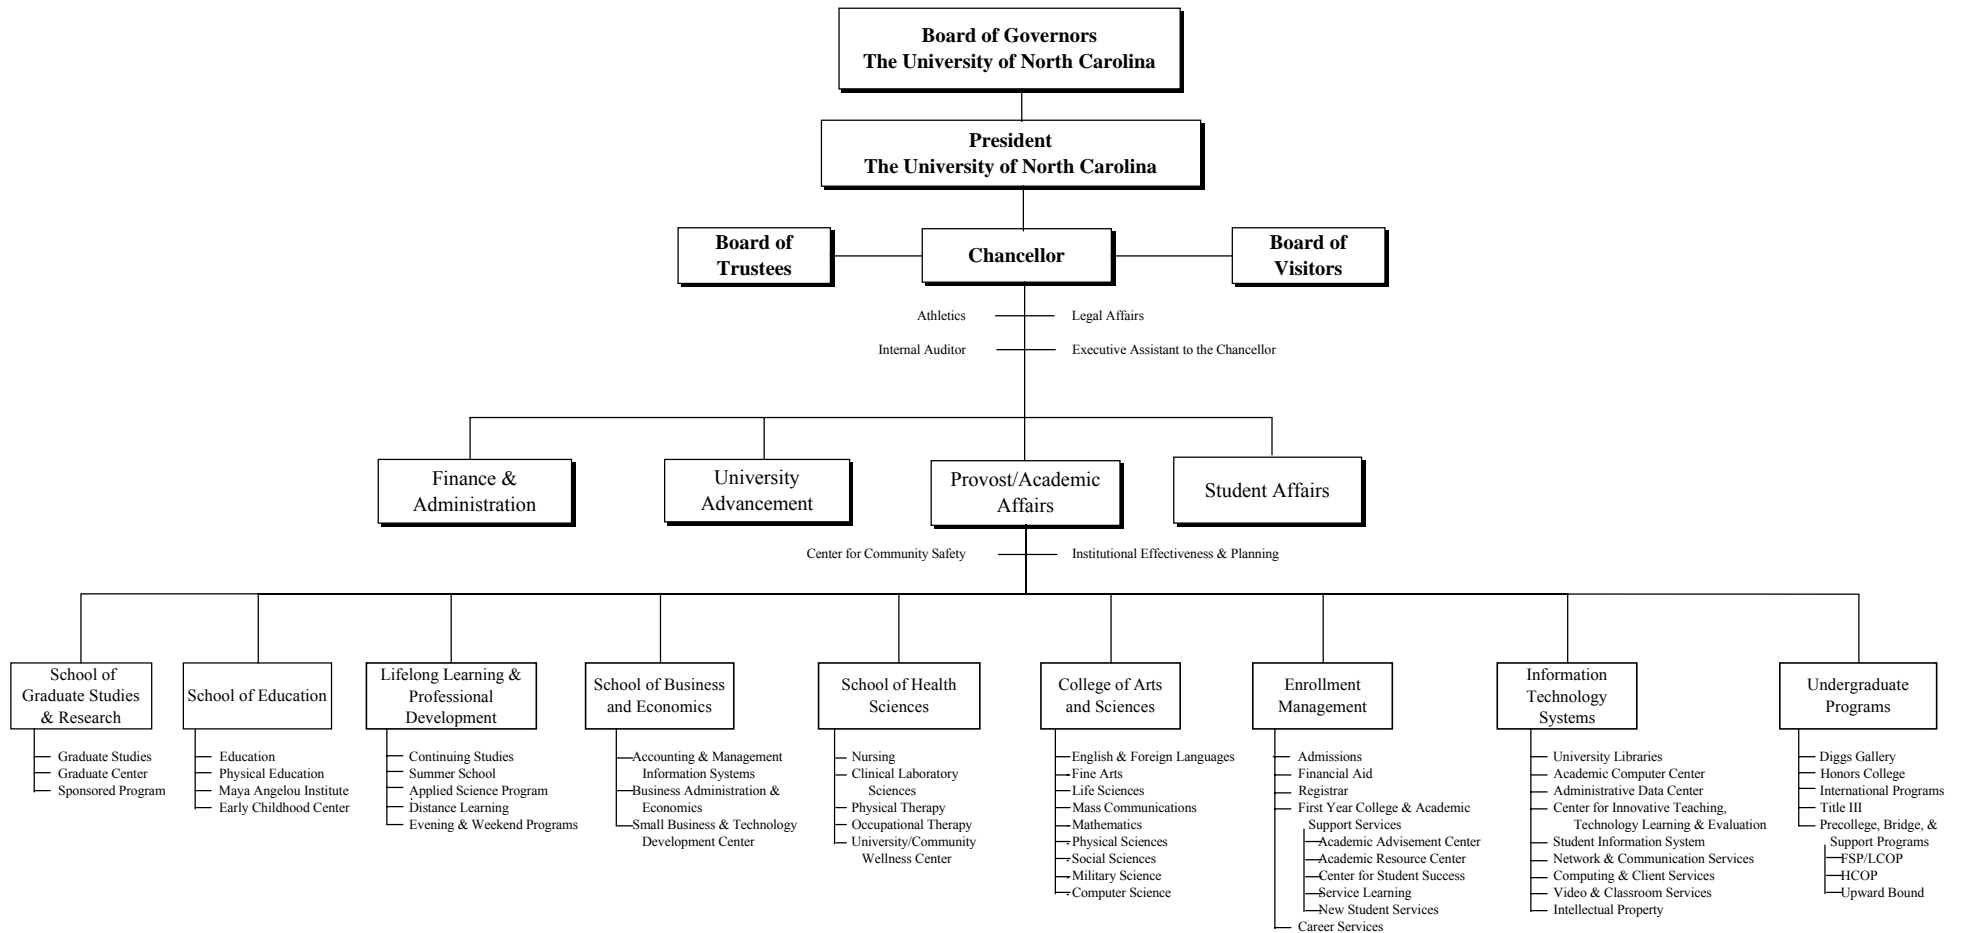 Board of Governors
The University of North Carolina
President
The University of North Carolina
Board of
Trustees
Chancellor
Board of
Visitors
Athletics
Legal Affairs
Internal Auditor
Executive Assistant to the Chancellor
Finance &
Administration
University
Advancement
Provost/Academic
Affairs
Student Affairs
Center for Community Safety
Institutional Effectiveness & Planning
School of
Graduate Studies
& Research
Graduate Studies
Graduate Center
Sponsored Program
School of Education
Education
Physical Education
Maya Angelou Institute
Early Childhood Center
Lifelong Learning &
Professional
Development
Continuing Studies
Summer School
Applied Science Program
Distance Learning
Evening & Weekend Programs
School of Business
and Economics
Accounting & Management
Information Systems
Business Administration &
Economics
Small Business & Technology
Development Center
School of Health
Sciences
Nursing
Clinical Laboratory
Sciences
Physical Therapy
Occupational Therapy
University/Community
Wellness Center
College of Arts
and Sciences
English & Foreign Languages
Fine Arts
Life Sciences
Mass Communications
Mathematics
Physical Sciences
Social Sciences
Military Science
Computer Science
Enrollment
Management
Admissions
Financial Aid
Registrar
First Year College & Academic
Support Services
Academic Advisement Center
Academic Resource Center
Center for Student Success
Service Learning
New Student Services
Career Services
Information
Technology
Systems
University Libraries
Academic Computer Center
Administrative Data Center
Center for Innovative Teaching,
Technology Learning & Evaluation
Student Information System
Network & Communication Services
Computing & Client Services
Video & Classroom Services
Intellectual Property
Undergraduate
Programs
Diggs Gallery
Honors College
International Programs
Title III
Precollege, Bridge, &
Support Programs
FSP/LCOP
HCOP
Upward Bound